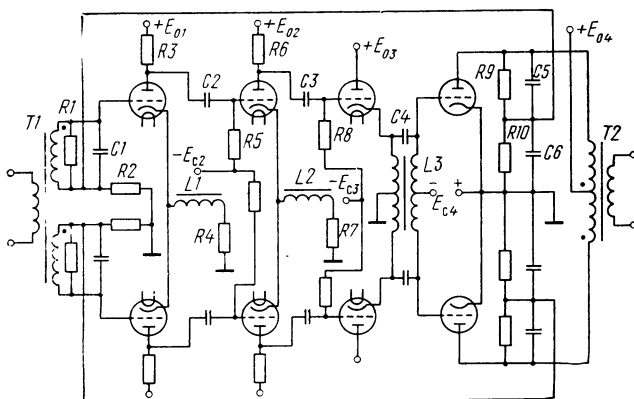 +E01
+E02
R3
R6
+E03
+E04
C2
C3
R9
C5
R1
T1
C1
R5
R8
C4
R10
C6
T2
R2
-Ec2
L1
L2
-Ec3
L3
- +
Ec4
R4
R7